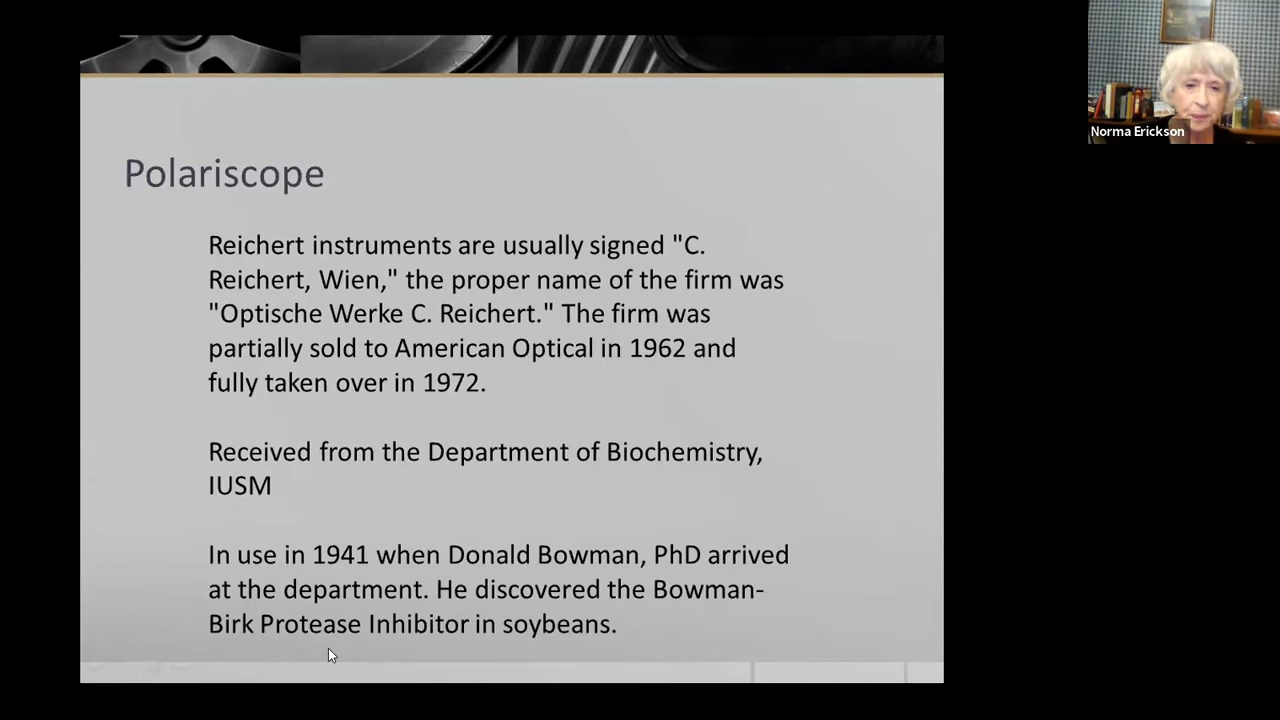 Polariscope
Reichert instruments are usually signed "C.
Reichert, Wien," the proper name of the firm was
"Optische Werke C. Reichert." The firm was
partially sold to American Optical in 1962 and
fully taken over in 1972.
Received from the Department of Biochemistry,
IUSM
In use in 1941 when Donald Bowman, PhD arrived
at the department. He discovered the Bowman-
Birk Protease Inhibitor in soybeans.
Norma Erickson